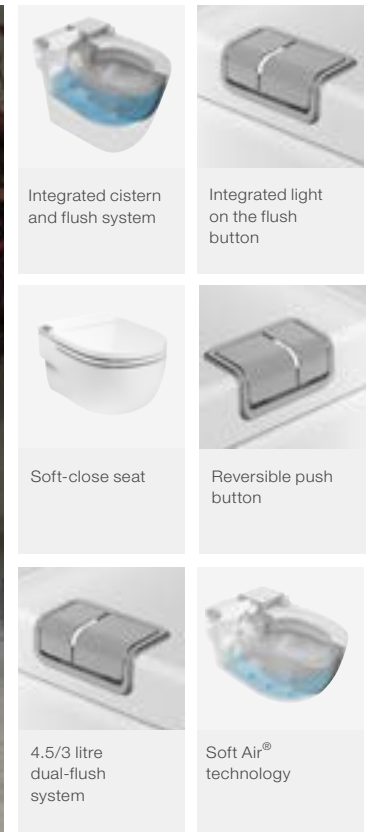 Integrated cistern
and flush system
Integrated light
on the flush
button
Soft-close seat
Reversible push
button
4.5/3 litre
dual-flush
system
Soft Air®
technology